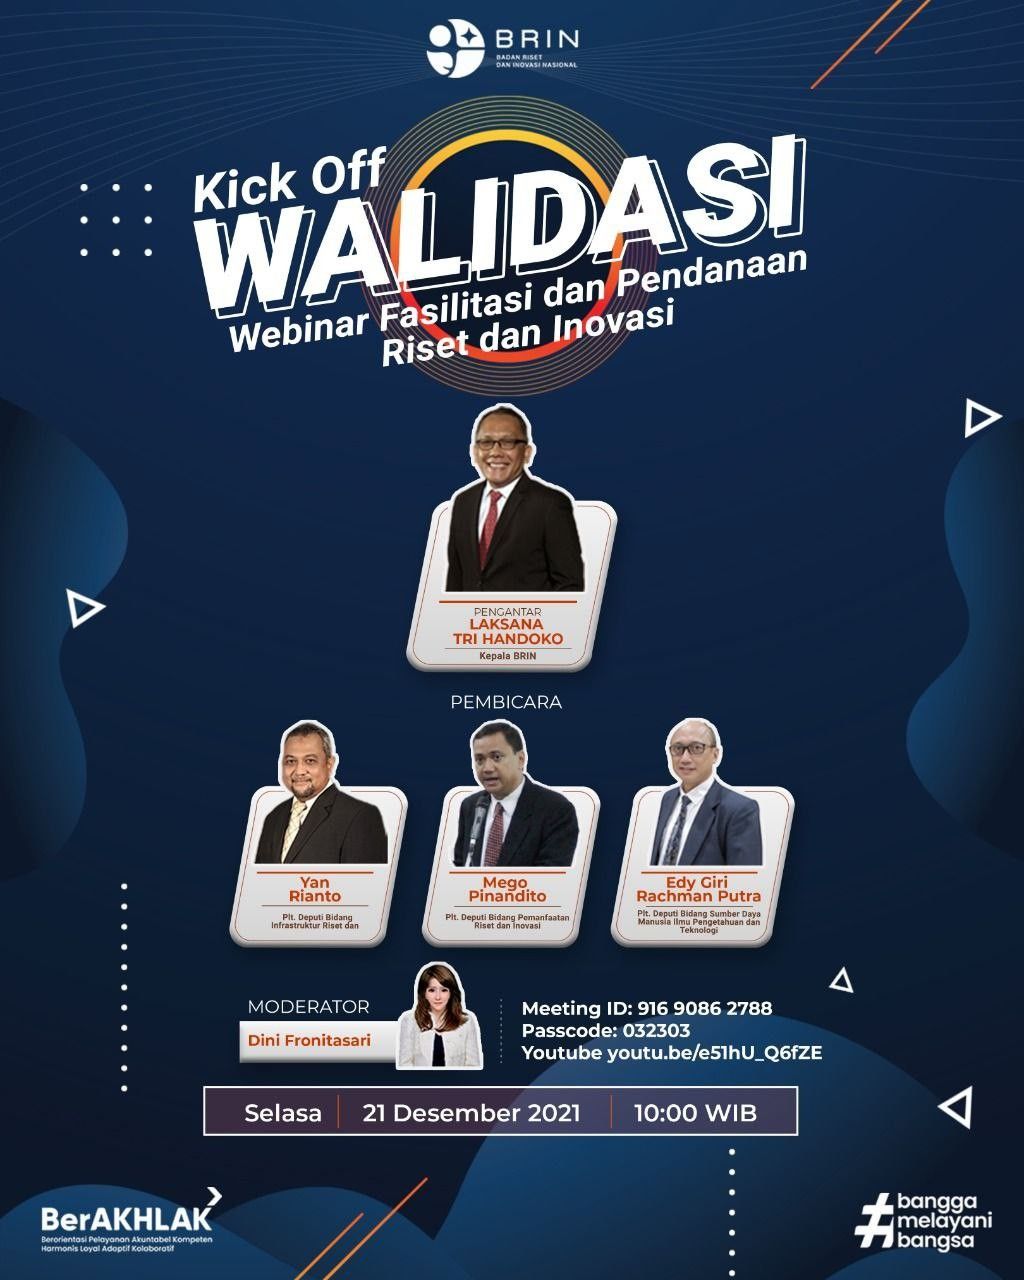 BRIN
BADAN RISET
DAN INOVASI NASIONAL
Kick Off
WALIDASI
Webinar Fasilitasi dan Pendanaan
Riset dan Inovasi
PENGANTAR
LAKSANA
TRI HANDOKO
Kepala BRIN
PEMBICARA
Yan
Rianto
Plt. Deputi Bidang
Infrastruktur Riset dan
Mego
Pinandito
Plt. Deputi Bidang Pemanfaatan
Riset dan Inovasi
Edy Giri
Rachman Putra
Plt. Deputi Bidang Sumber Daya
Manusia Ilmu Pengetahuan dan
Teknologi
MODERATOR
Dini Fronitasari
Meeting ID: 916 9086 2788
Passcode: 032303
Youtube youtu.be/e51hU_Q6fZE
Selasa | 21 Desember 2021 | 10:00 WIB
BerAKHLAK
Berorientasi Pelayanan Akuntabel Kompeten
Harmonis Loyal Adaptif Kolaboratif
# bangga
melayani
bangsa